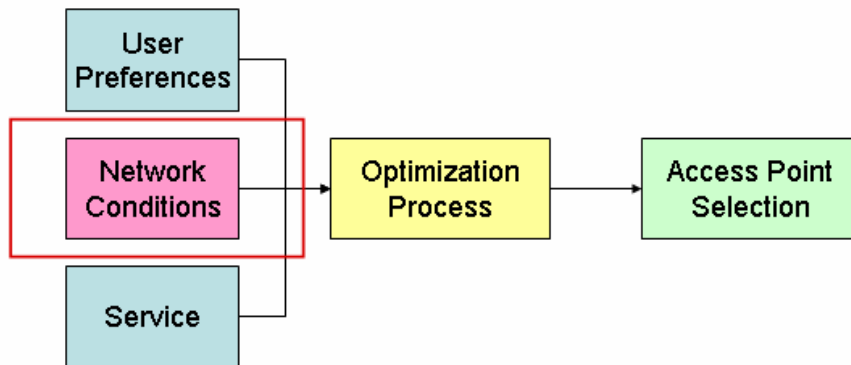 User
Preferences
Network
Conditions
Service
Optimization
Process
Access Point
Selection